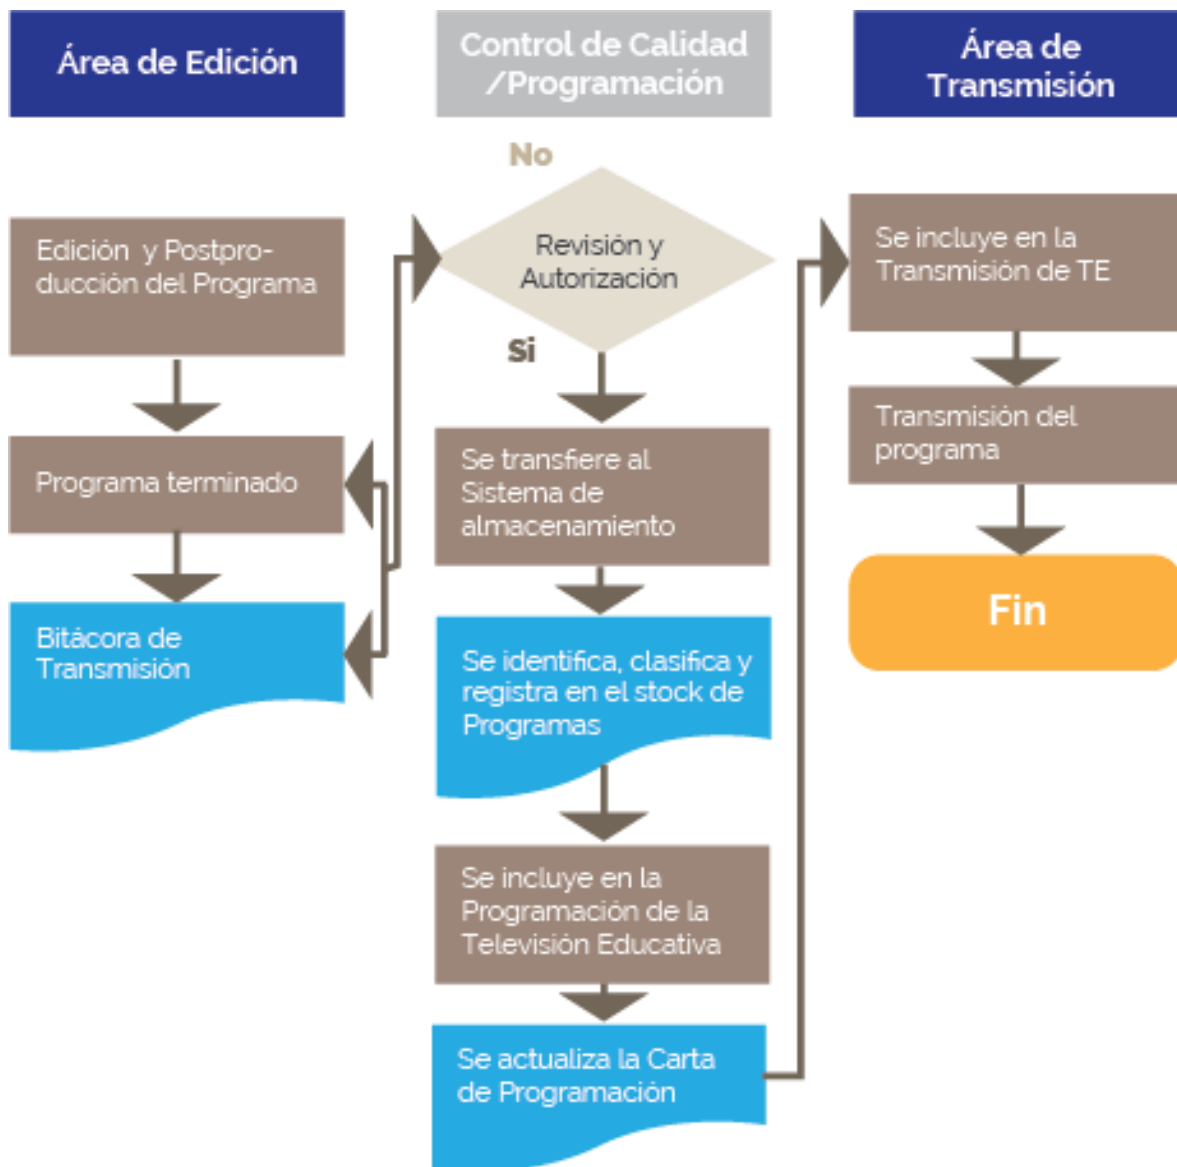 Área de Edición
Control de Calidad
/Programación
Área de
Transmisión
Edición  y Postpro-
ducción del Programa
Programa terminado
Bitácora de
Transmisión
No
Revisión y
Autorización
Si
Se transfiere al
Sistema de
almacenamiento
Se identifica, clasifica y
registra en el stock de
Programas
Se incluye en la
Programación de la
Televisión Educativa
Se actualiza la Carta
de Programación
Se incluye en la
Transmisión de TE
Transmisión del
programa
Fin